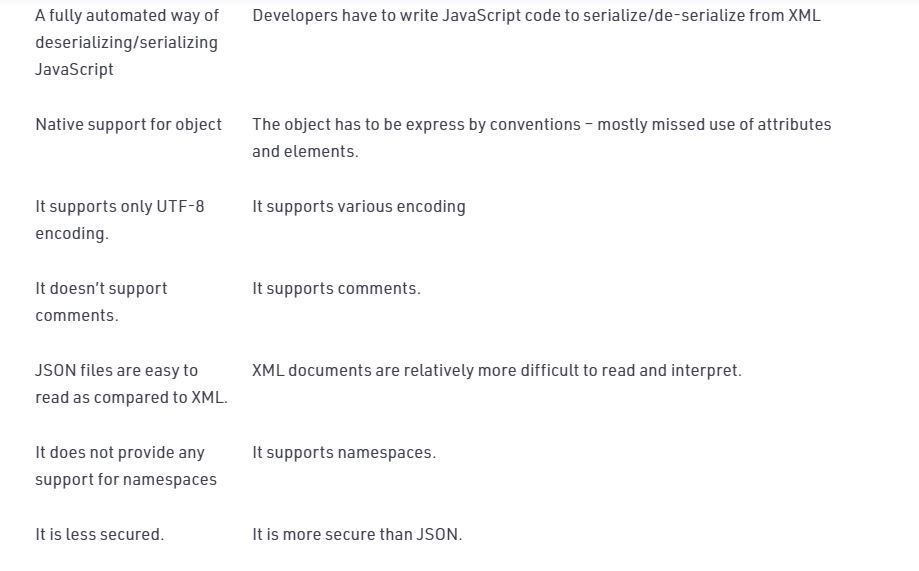 A fully automated way of
deserializing/serializing
JavaScript
Developers have to write JavaScript code to serialize/de-serialize from XML
Native support for object
The object has to be express by conventions – mostly missed use of attributes
and elements.
It supports only UTF-8
encoding.
It supports various encoding
It doesn’t support
comments.
It supports comments.
JSON files are easy to
read as compared to XML.
XML documents are relatively more difficult to read and interpret.
It does not provide any
support for namespaces
It supports namespaces.
It is less secured.
It is more secure than JSON.